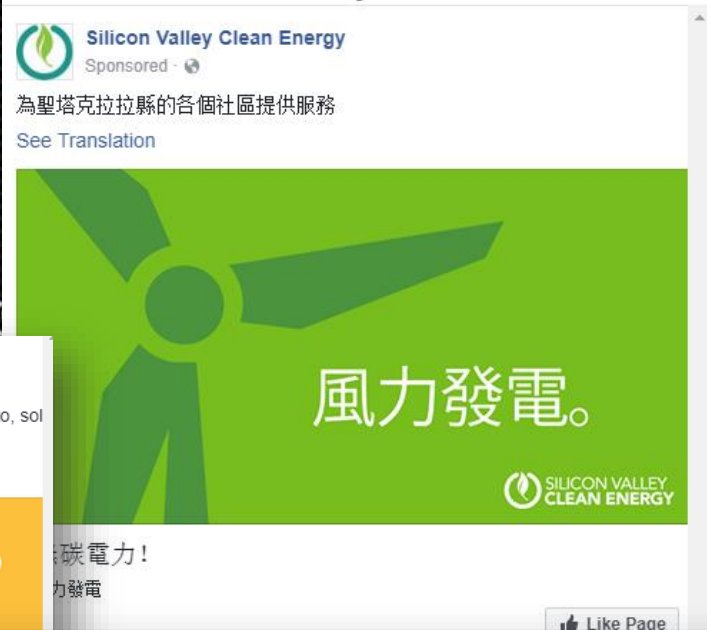 Silicon Valley Clean Energy
Sponsored ·
為聖塔克拉拉縣的各個社區提供服務
See Translation
風力發電。
SILICON VALLEY
CLEAN ENERGY
碳電力！
力發電
Like Page
to, sol